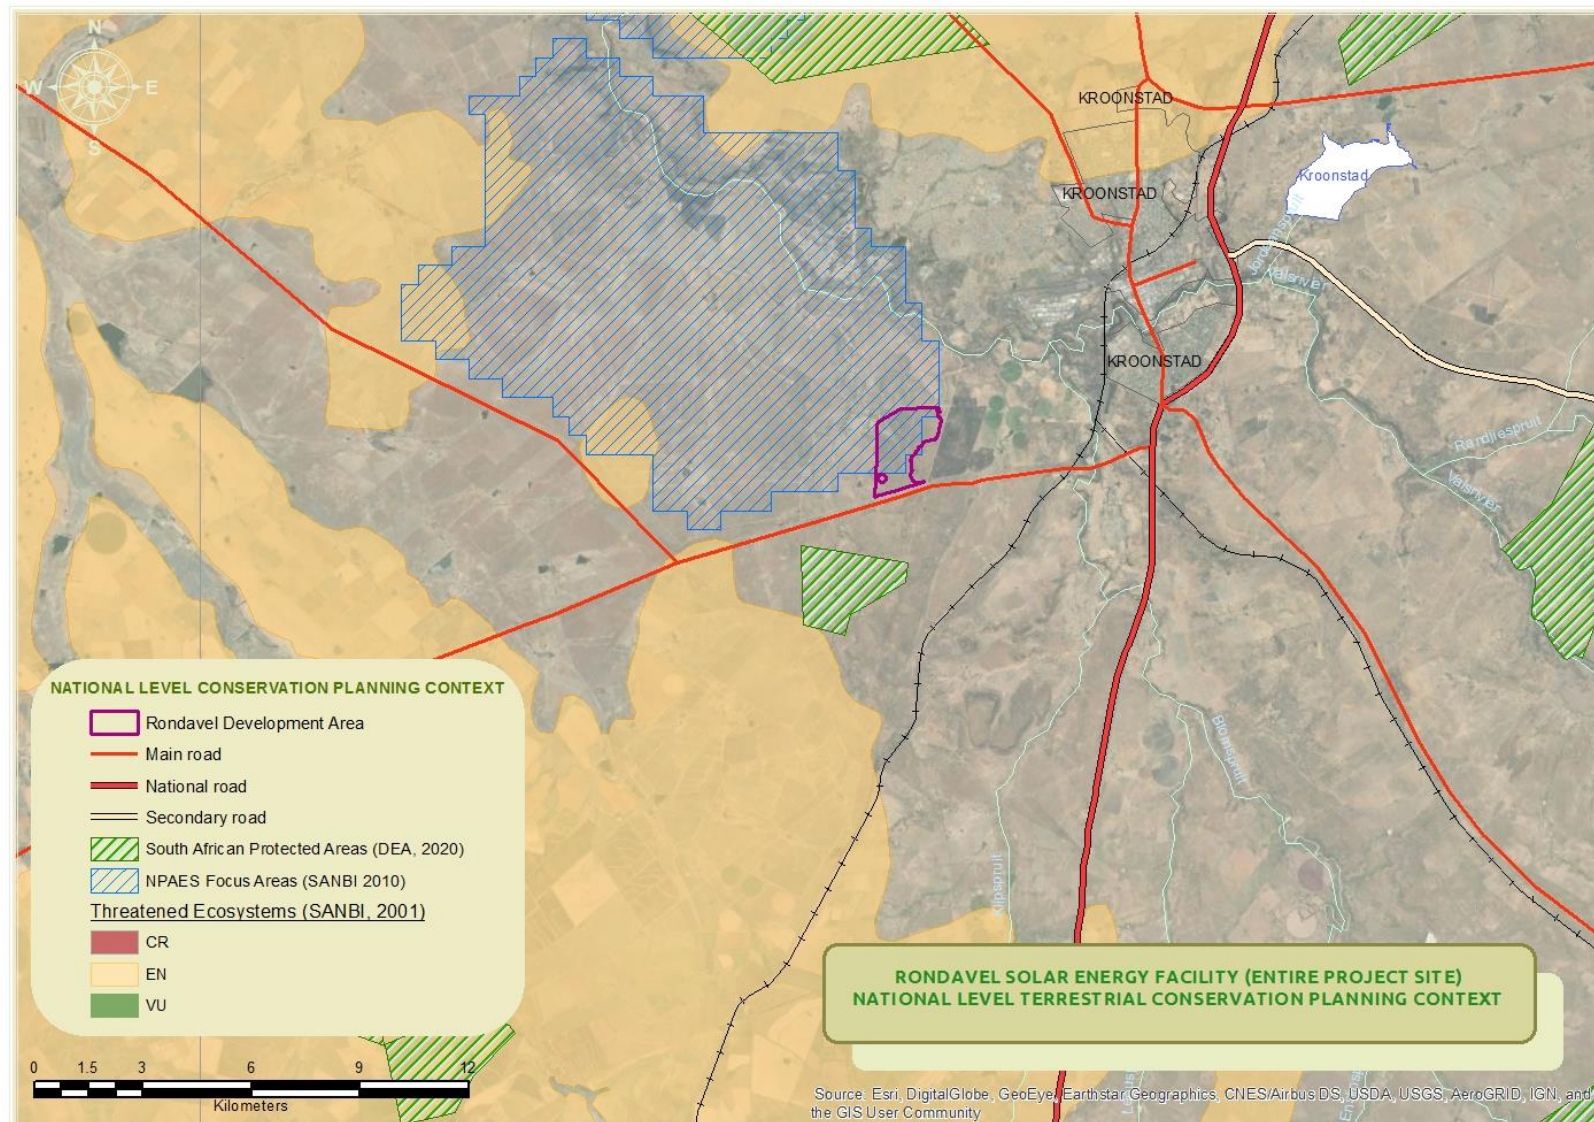 N
W
E
S
KROONSTAD
Kroonstad
KROONSTAD
Jordaanspruit
Valsrivier
KROONSTAD
Randjiespruit
Valsrivier
Blomspruit
Klipspruit
NATIONAL LEVEL CONSERVATION PLANNING CONTEXT
Rondavel Development Area
Main road
National road
Secondary road
South African Protected Areas (DEA, 2020)
NPAES Focus Areas (SANBI 2010)
Threatened Ecosystems (SANBI, 2001)
CR
EN
VU
RONDAVEL SOLAR ENERGY FACILITY (ENTIRE PROJECT SITE)
NATIONAL LEVEL TERRESTRIAL CONSERVATION PLANNING CONTEXT
0 1.5 3 6 9 12
Kilometers
Source: Esri, DigitalGlobe, GeoEye, Earthstar Geographics, CNES/Airbus DS, USDA, USGS, AeroGRID, IGN, and
the GIS User Community